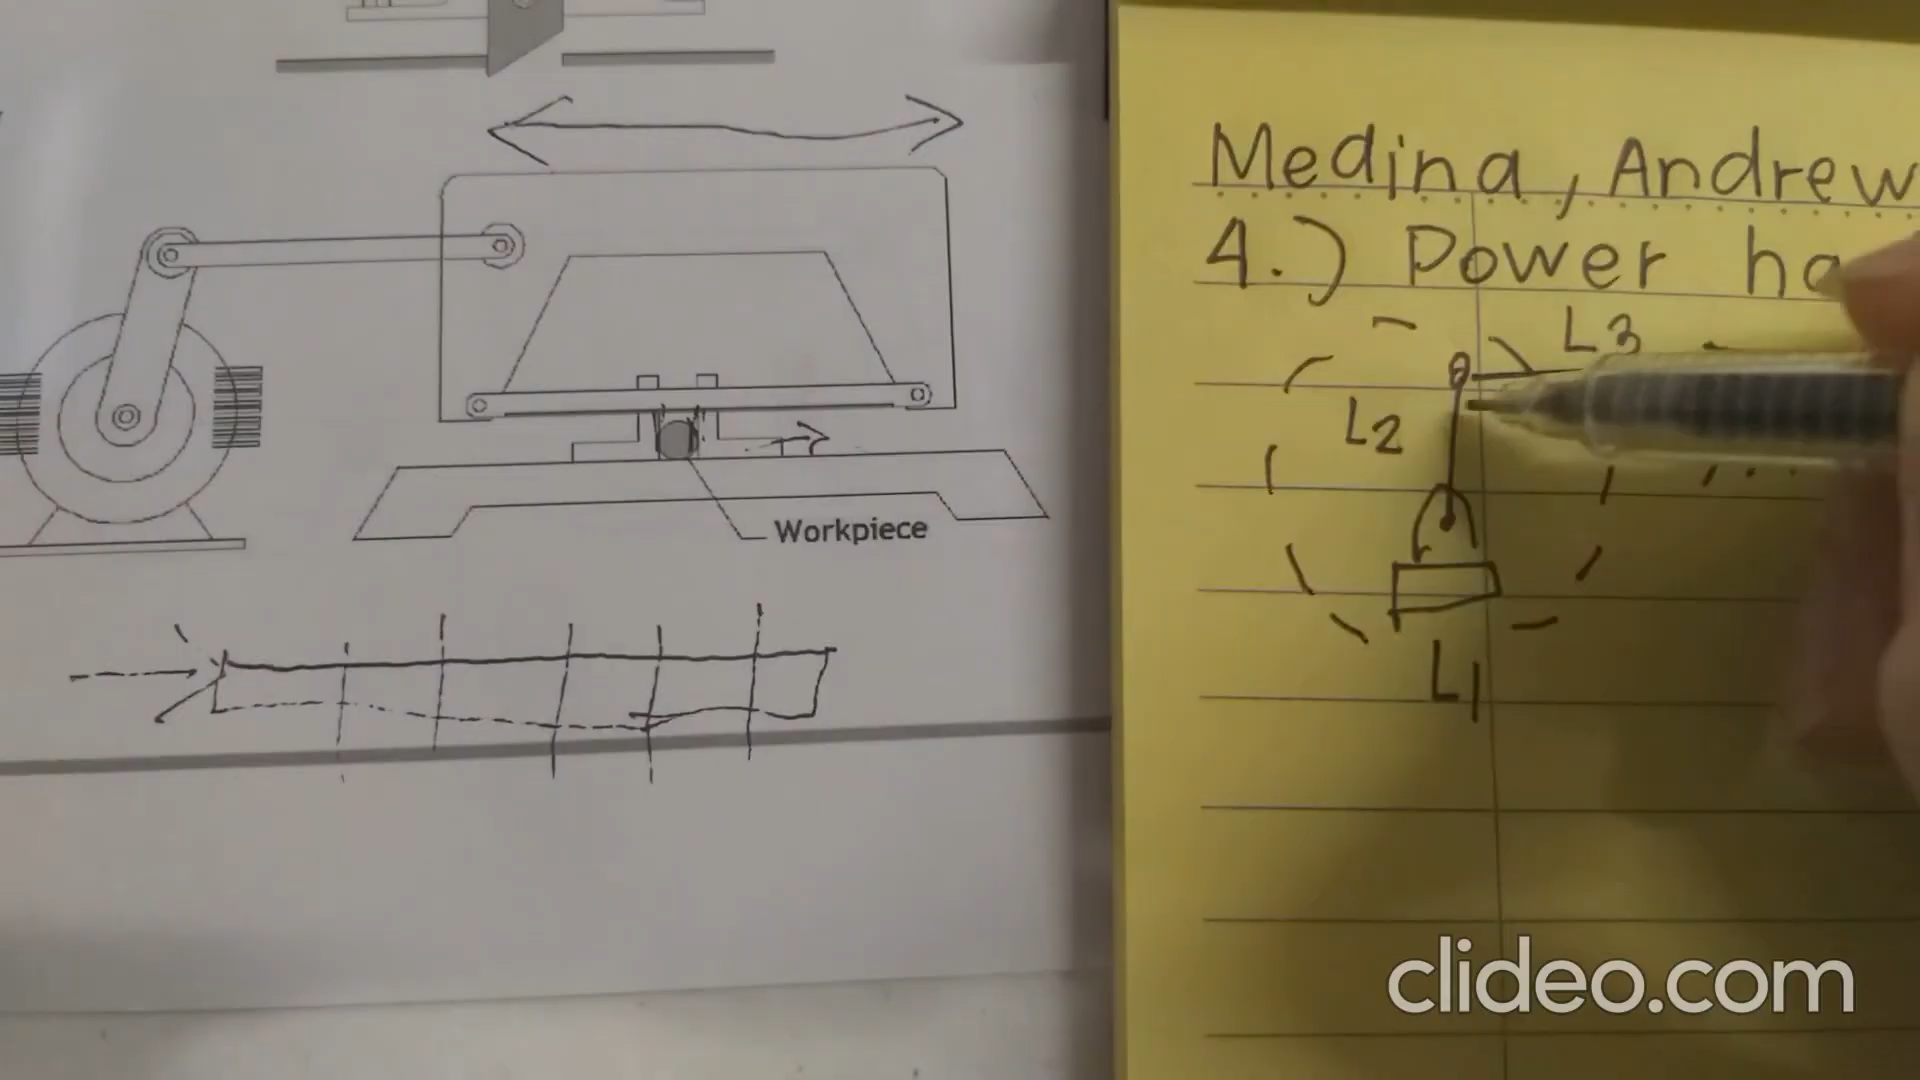 Workpiece
Medina, Andrew
4.) Power
L3
L2
L1
clideo.com